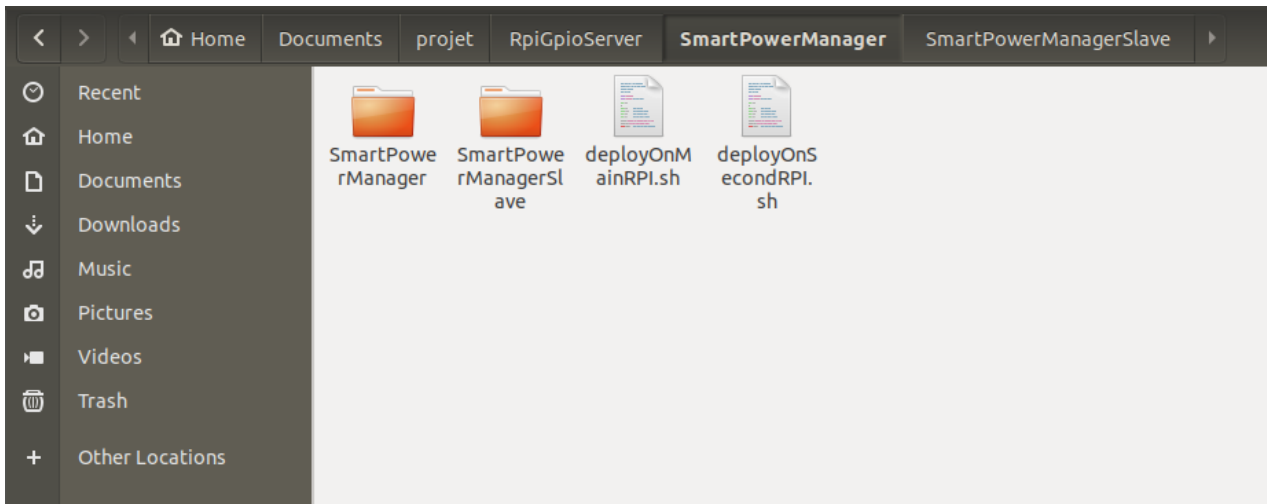 Home Documents projet RpiGpioServer SmartPowerManager SmartPowerManagerSlave
Recent
Home
Documents
Downloads
Music
Pictures
Videos
Trash
Other Locations
SmartPowe
rManager
SmartPowe
rManagerSl
ave
deployOnM
ainRPI.sh
deployOnS
econdRPI.
sh